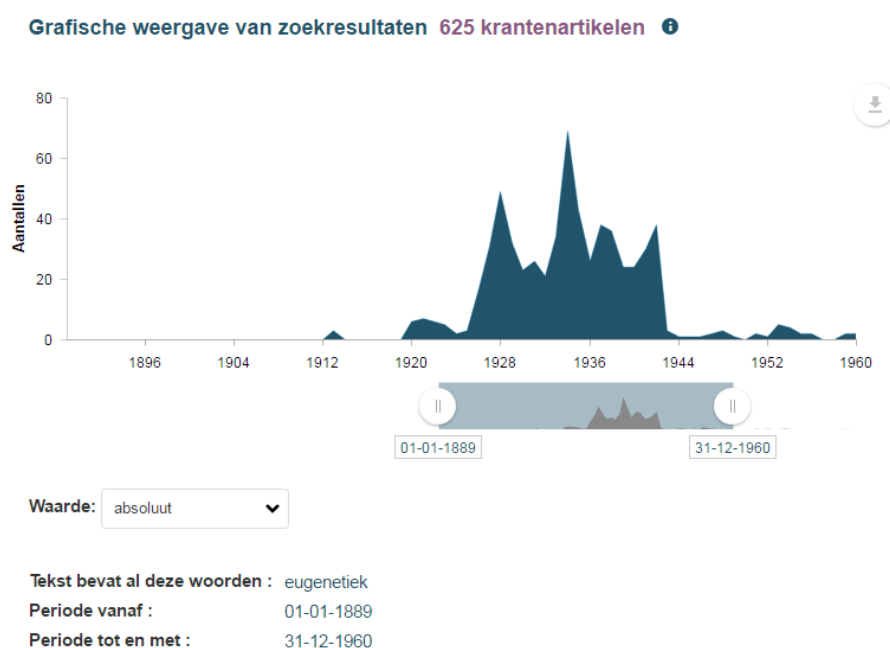 Grafische weergave van zoekresultaten 625 krantenartikelen
80
60
40
20
0
Aantallen
1896 1904 1912 1920 1928 1936 1944 1952 1960
01-01-1889 31-12-1960
Waarde: absoluut
Tekst bevat al deze woorden : eugenetiek
Periode vanaf : 01-01-1889
Periode tot en met : 31-12-1960